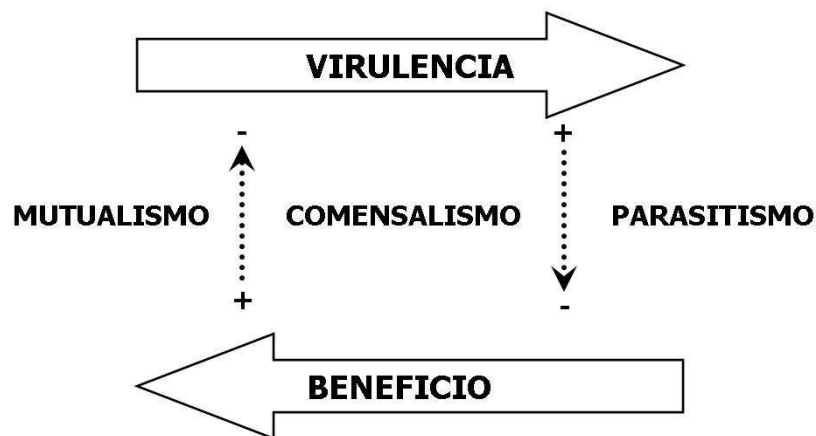 VIRULENCIA
- +
MUTUALISMO COMENSALISMO PARASITISMO
+ -
BENEFICIO